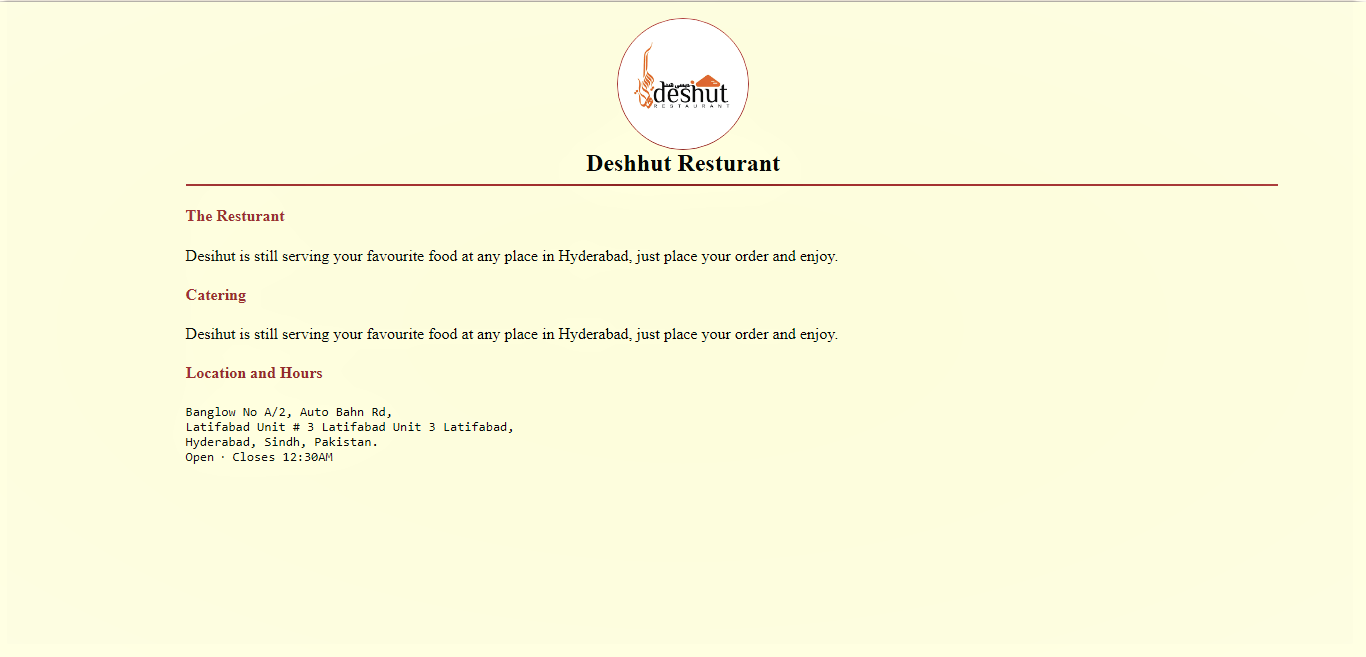 deshut
RESTAURANT
Deshhut Resturant
The Resturant
Desihut is still serving your favourite food at any place in Hyderabad, just place your order and enjoy.
Catering
Desihut is still serving your favourite food at any place in Hyderabad, just place your order and enjoy.
Location and Hours
Banglow No A/2, Auto Bahn Rd,
Latifabad Unit # 3 Latifabad Unit 3 Latifabad,
Hyderabad, Sindh, Pakistan.
Open · Closes 12:30AM